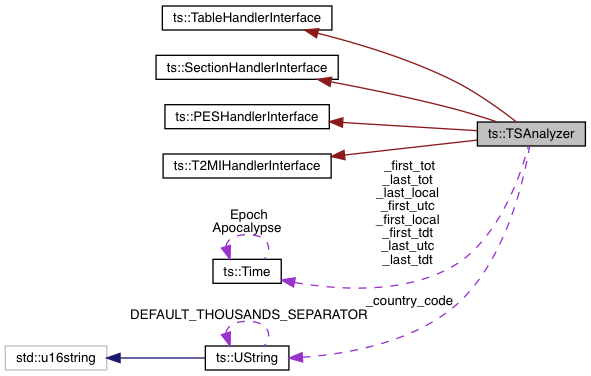 ts::TableHandlerInterface
ts::SectionHandlerInterface
ts::PESHandlerInterface
ts::TSAnalyzer
ts::T2MIHandlerInterface
_first_tot
_last_tot
_last_local
_first_utc
_first_local
_first_tdt
_last_utc
_last_tdt
Epoch
Apocalypse
ts::Time
_country_code
DEFAULT_THOUSANDS_SEPARATOR
std::u16string
ts::UString